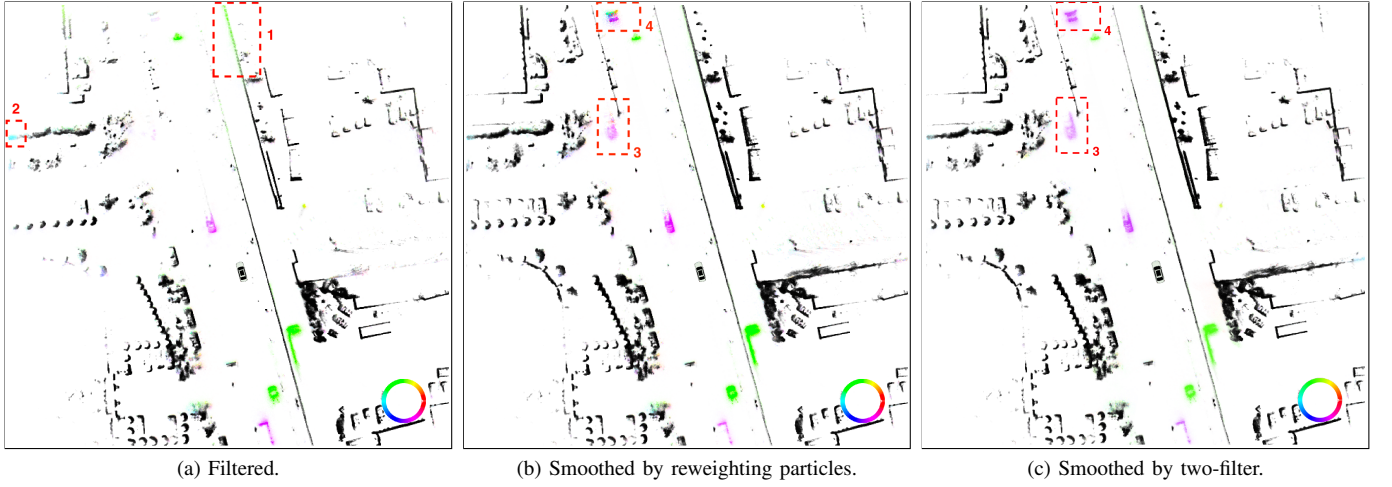 1
2
4
3
4
3
(a) Filtered.
(b) Smoothed by reweighting particles.
(c) Smoothed by two-filter.